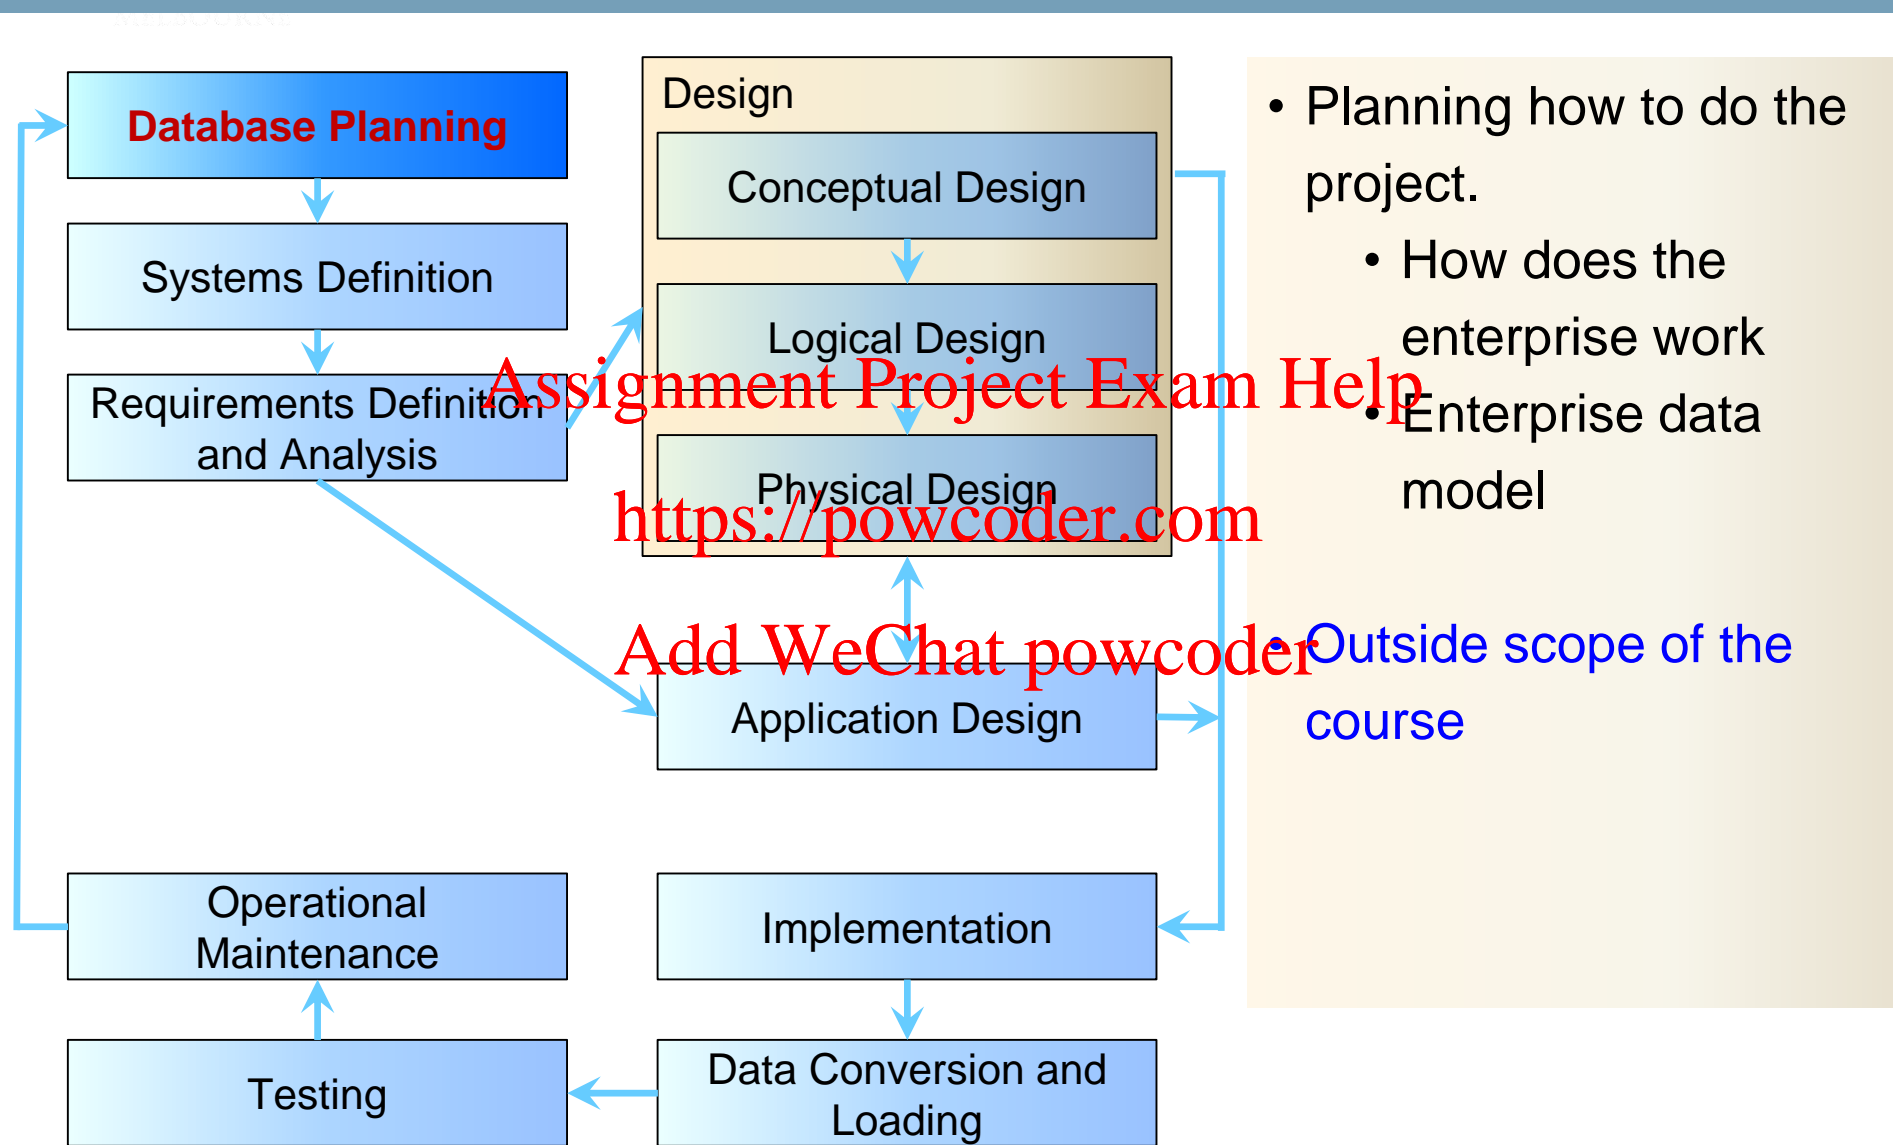 Database Planning
Systems Definition
Requirements Definition
and Analysis
Design
Conceptual Design
Logical Design
Physical Design
Application Design
Operational
Maintenance
Implementation
Testing
Data Conversion and
Loading
• Planning how to do the
project.
• How does the
enterprise work
• Enterprise data
model
• Outside scope of the
course
Assignment Project Exam Help
https://powcoder.com
Add WeChat powcoder